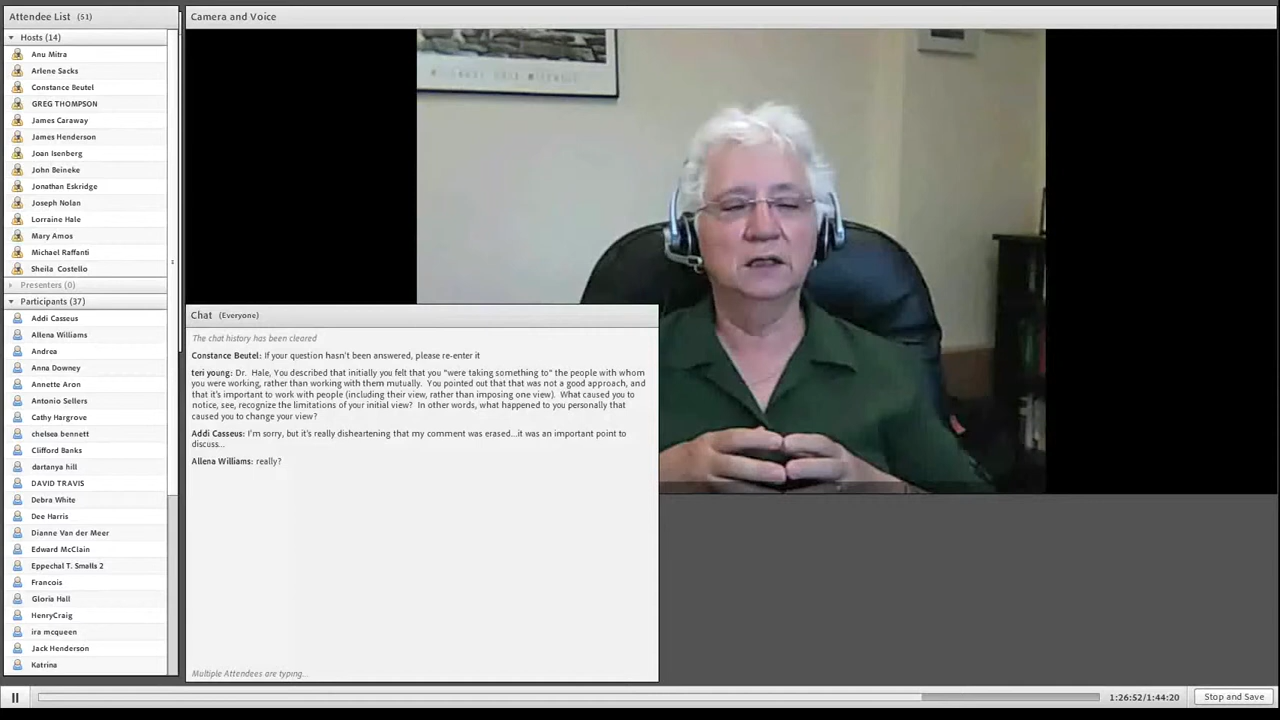 Attendee List (51)
Hosts (14)
Anu Mitra
Arlene Sacks
Constance Beutel
GREG THOMPSON
James Caraway
James Henderson
Joan Isenberg
John Beineke
Jonathan Eskridge
Joseph Nolan
Lorraine Hale
Mary Amos
Michael Raffanti
Sheila Costello
Presenters (0)
Participants (37)
Addi Casseus
Allena Williams
Andrea
Anna Downey
Annette Aron
Antonio Sellers
Cathy Hargrove
chelsea bennett
Clifford Banks
dartanya hill
DAVID TRAVIS
Debra White
Dee Harris
Dianne Van der Meer
Edward McClain
Eppechal T. Smalls 2
Francois
Gloria Hall
HenryCraig
ira mcqueen
Jack Henderson
Katrina
Camera and Voice
Chat (Everyone)
The chat history has been cleared
Constance Beutel: If your question hasn't been answered, please re-enter it
teri young: Dr. Hale, You described that initially you felt that you "were taking something to" the people with whom
you were working, rather than working with them mutually. You pointed out that that was not a good approach, and
that it's important to work with people (including their view, rather than imposing one view). What caused you to
notice, see, recognize the limitations of your initial view? In other words, what happened to you personally that
caused you to change your view?
Addi Casseus: I'm sorry, but it's really disheartening that my comment was erased...it was an important point to
discuss...
Allena Williams: really?
Multiple Attendees are typing...
1:26:52/1:44:20
Stop and Save